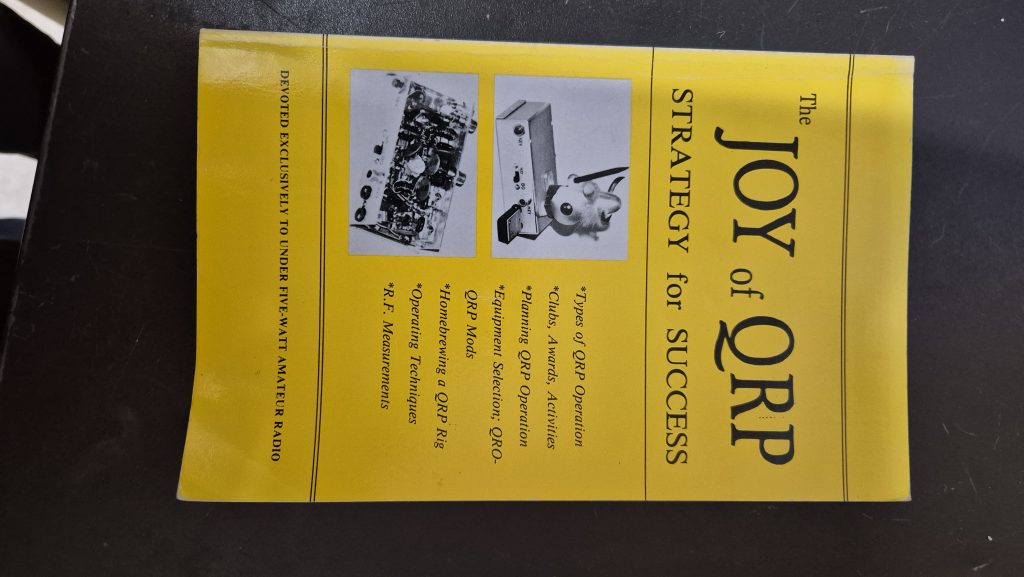 The
JOY of QRP
STRATEGY for SUCCESS
*Types of QRP Operation
*Clubs, Awards, Activities
*Planning QRP Operation
*Equipment Selection; QRO-
QRP Mods
*Homebrewing a QRP Rig
*Operating Techniques
*R.F. Measurements
DEVOTED EXCLUSIVELY TO UNDER FIVE-WATT AMATEUR RADIO